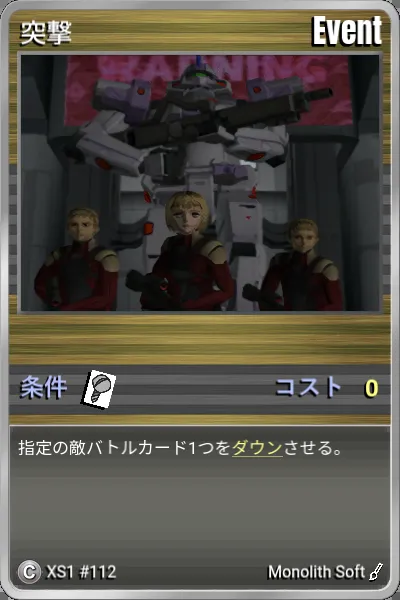 突撃 Event
WARNING
条件 コスト 0
指定の敵バトルカード1つをダウンさせる。
C XS1 #112 Monolith Soft